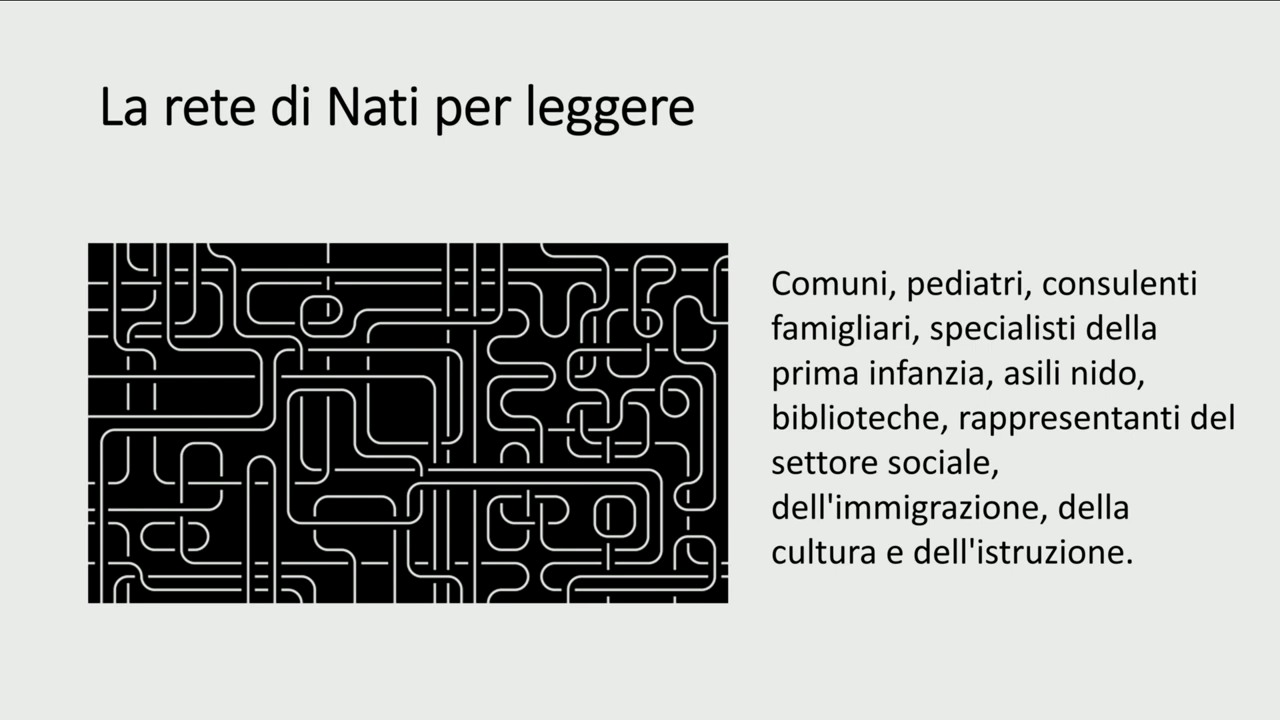 La rete di Nati per leggere
Comuni, pediatri, consulenti
famigliari, specialisti della
prima infanzia, asili nido,
biblioteche, rappresentanti del
settore sociale,
dell'immigrazione, della
cultura e dell'istruzione.